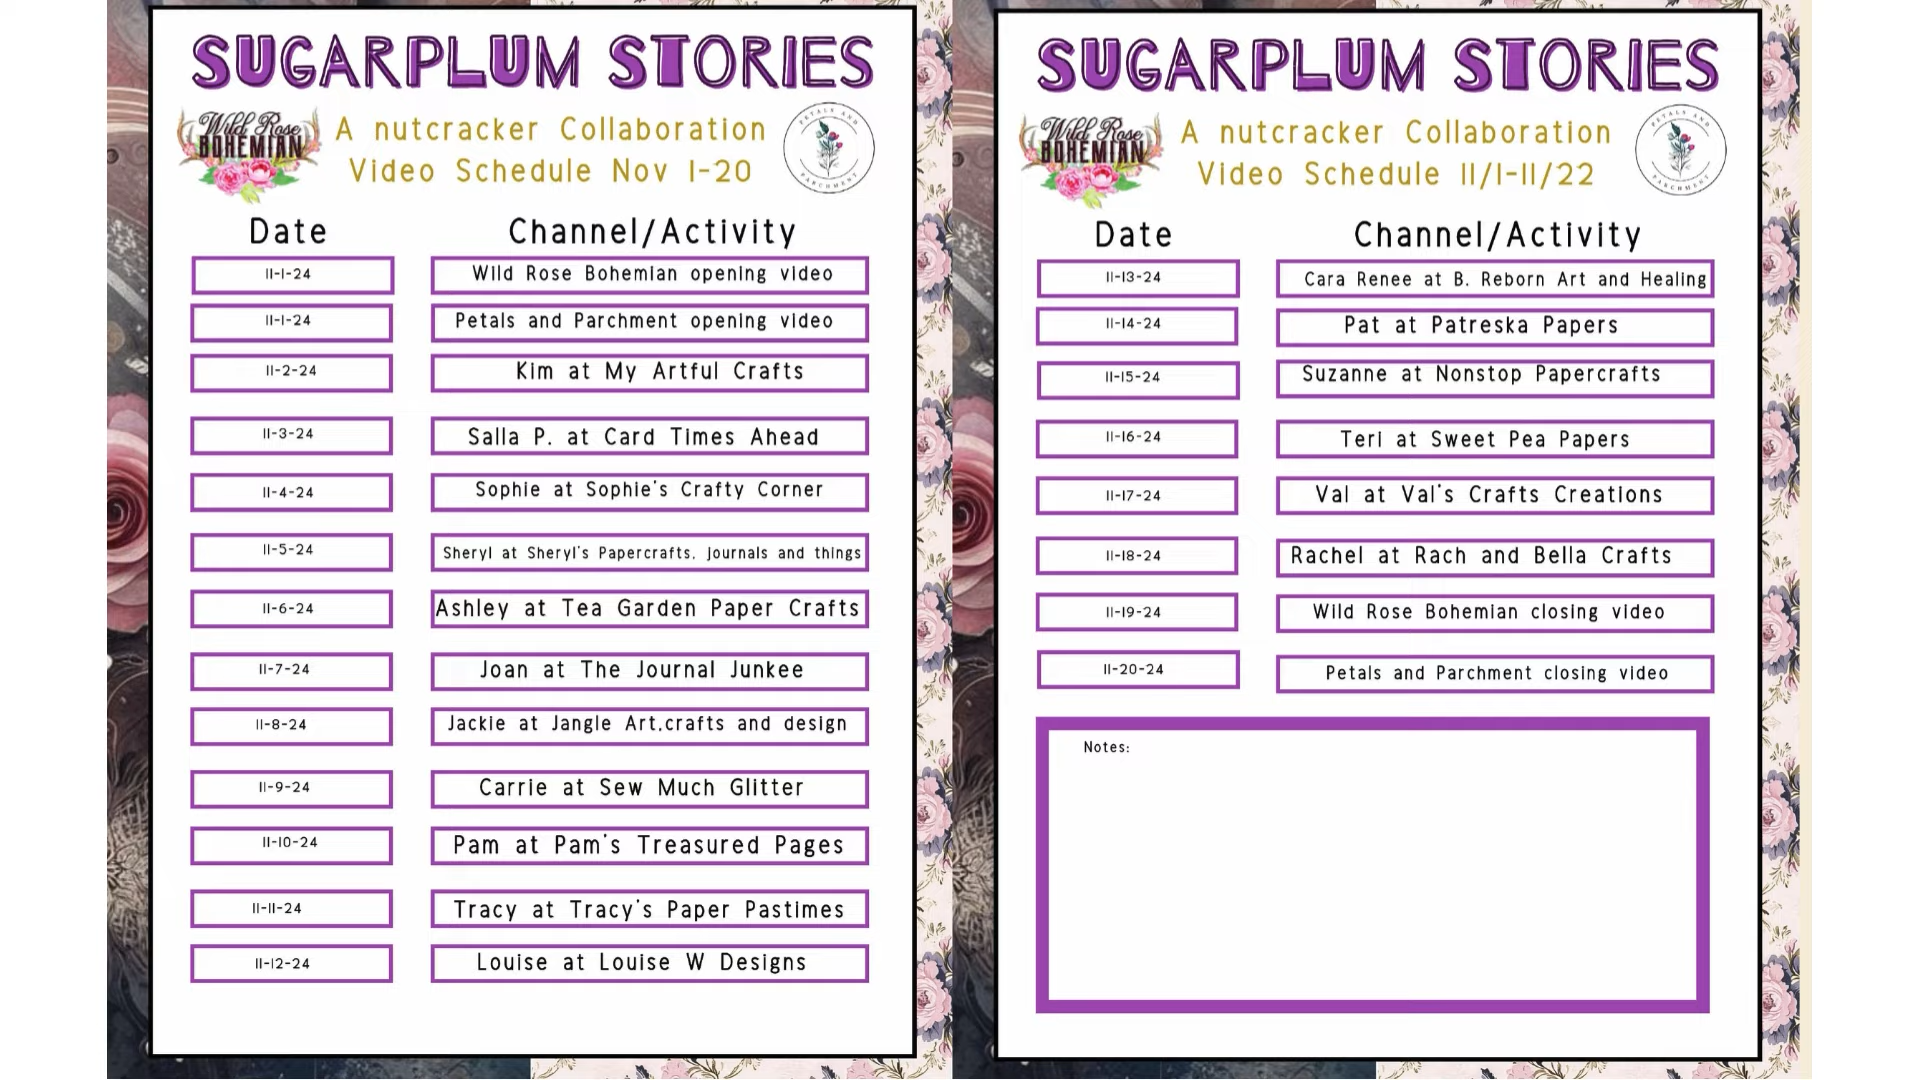 SUGARPLUM STORIES
Wild Rose
BOHEMIAN
A nutcracker Collaboration
Video Schedule Nov 1-20
PETALS AND
PARCHMENT
Date Channel/Activity
11-1-24 Wild Rose Bohemian opening video
11-1-24 Petals and Parchment opening video
11-2-24 Kim at My Artful Crafts
11-3-24 Salla P. at Card Times Ahead
11-4-24 Sophie at Sophie's Crafty Corner
11-5-24 Sheryl at Sheryl's Papercrafts. Journals and things
11-6-24 Ashley at Tea Garden Paper Crafts
11-7-24 Joan at The Journal Junkee
11-8-24 Jackie at Jangle Art.crafts and design
11-9-24 Carrie at Sew Much Glitter
11-10-24 Pam at Pam's Treasured Pages
11-11-24 Tracy at Tracy's Paper Pastimes
11-12-24 Louise at Louise W Designs
SUGARPLUM STORIES
Wild Rose
BOHEMIAN
A nutcracker Collaboration
Video Schedule 11/1-11/22
PETALS AND
PARCHMENT
Date Channel/Activity
11-13-24 Cara Renee at B. Reborn Art and Healing
11-14-24 Pat at Patreska Papers
11-15-24 Suzanne at Nonstop Papercrafts
11-16-24 Teri at Sweet Pea Papers
11-17-24 Val at Val's Crafts Creations
11-18-24 Rachel at Rach and Bella Crafts
11-19-24 Wild Rose Bohemian closing video
11-20-24 Petals and Parchment closing video
Notes: